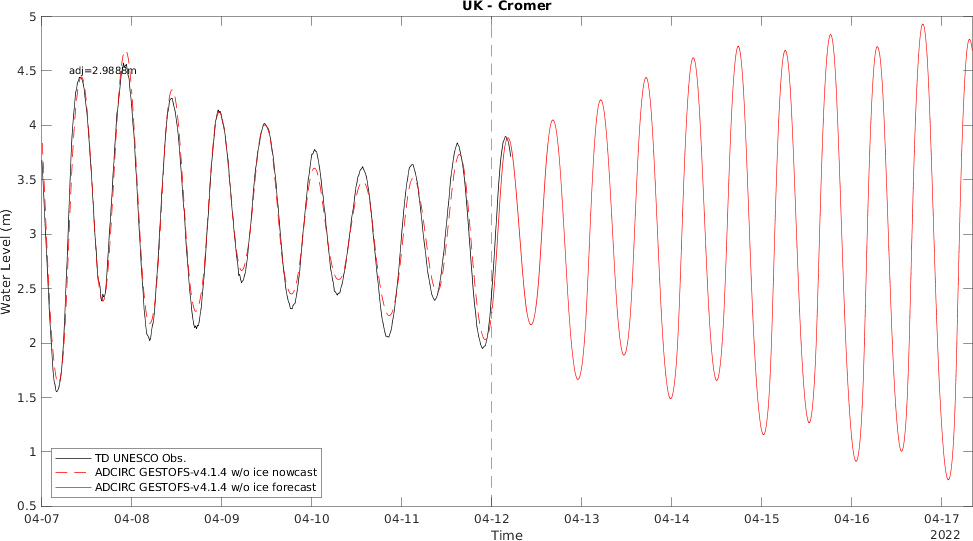 UK - Cromer
adj=2.9888m
Water Level (m)
5
4.5
4
3.5
3
2.5
2
1.5
1
0.5
TD UNESCO Obs.
ADCIRC GESTOFS-v4.1.4 w/o ice nowcast
ADCIRC GESTOFS-v4.1.4 w/o ice forecast
04-07 04-08 04-09 04-10 04-11 04-12 04-13 04-14 04-15 04-16 04-17
Time
2022